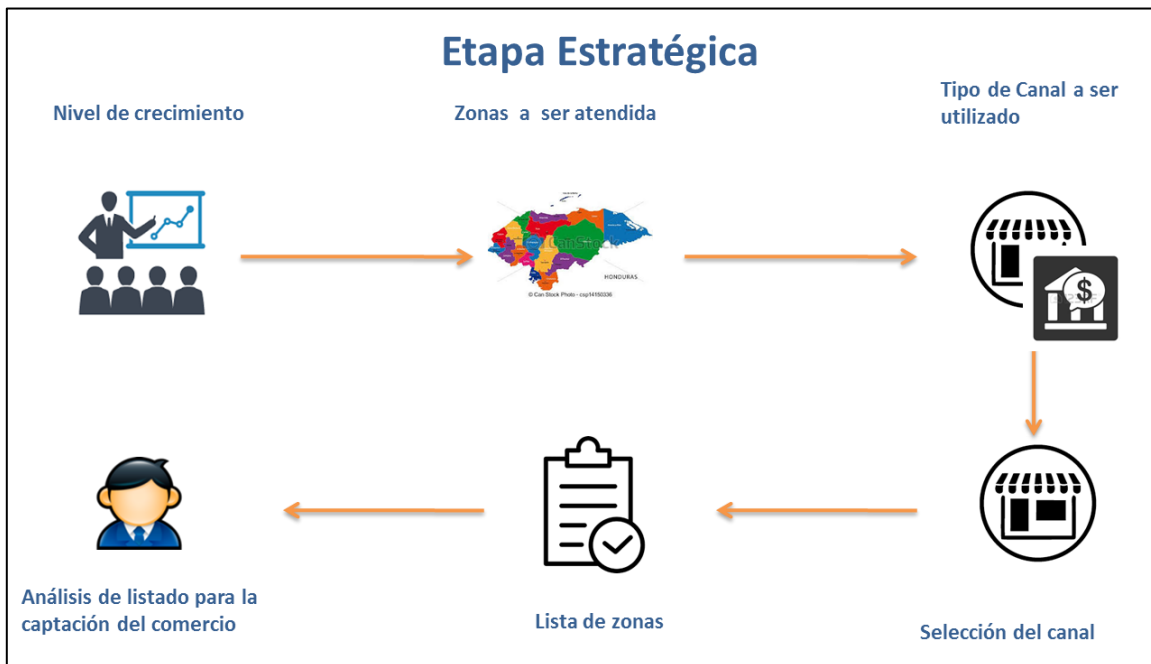 Etapa Estratégica
Nivel de crecimiento
Zonas a ser atendida
Tipo de Canal a ser
utilizado
CanStock
HONDURAS
© Can Stock Photo - csp14150336
$
Análisis de listado para la
captación del comercio
Lista de zonas
Selección del canal